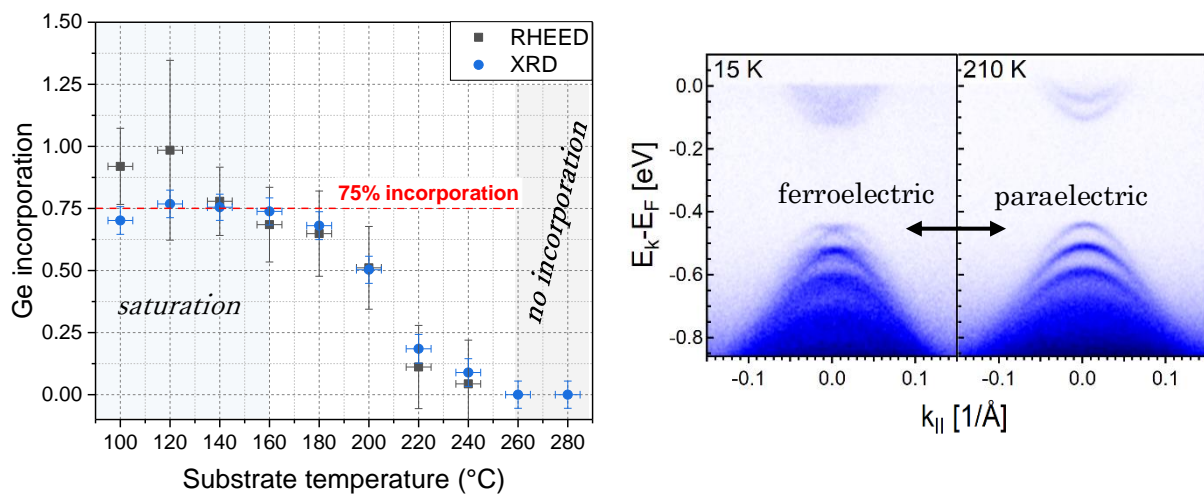 1.50
1.25
1.00
0.75
0.50
0.25
0.00
Ge incorporation
RHEED
XRD
75% incorporation
saturation
no incorporation
100 120 140 160 180 200 220 240 260 280
Substrate temperature (°C)
15 K
210 K
0.0
-0.2
-0.4
-0.6
-0.8
E_k-E_F [eV]
ferroelectric
paraelectric
-0.1 0.0 0.1 -0.1 0.0 0.1
k_|| [1/Å]